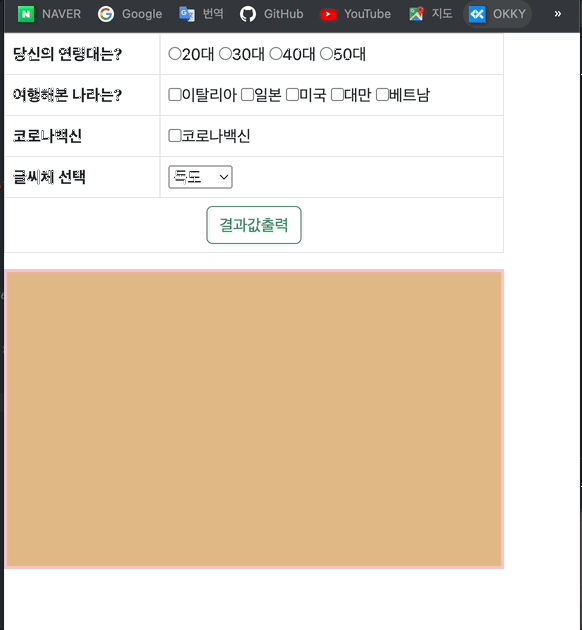 NAVER Google 번역 GitHub YouTube 지도 OKKY »
당신의 연령대는? 20대 30대 40대 50대
여행해본 나라는? 이탈리아 일본 미국 대만 베트남
코로나백신 코로나백신
글씨체 선택 독도
결과값출력